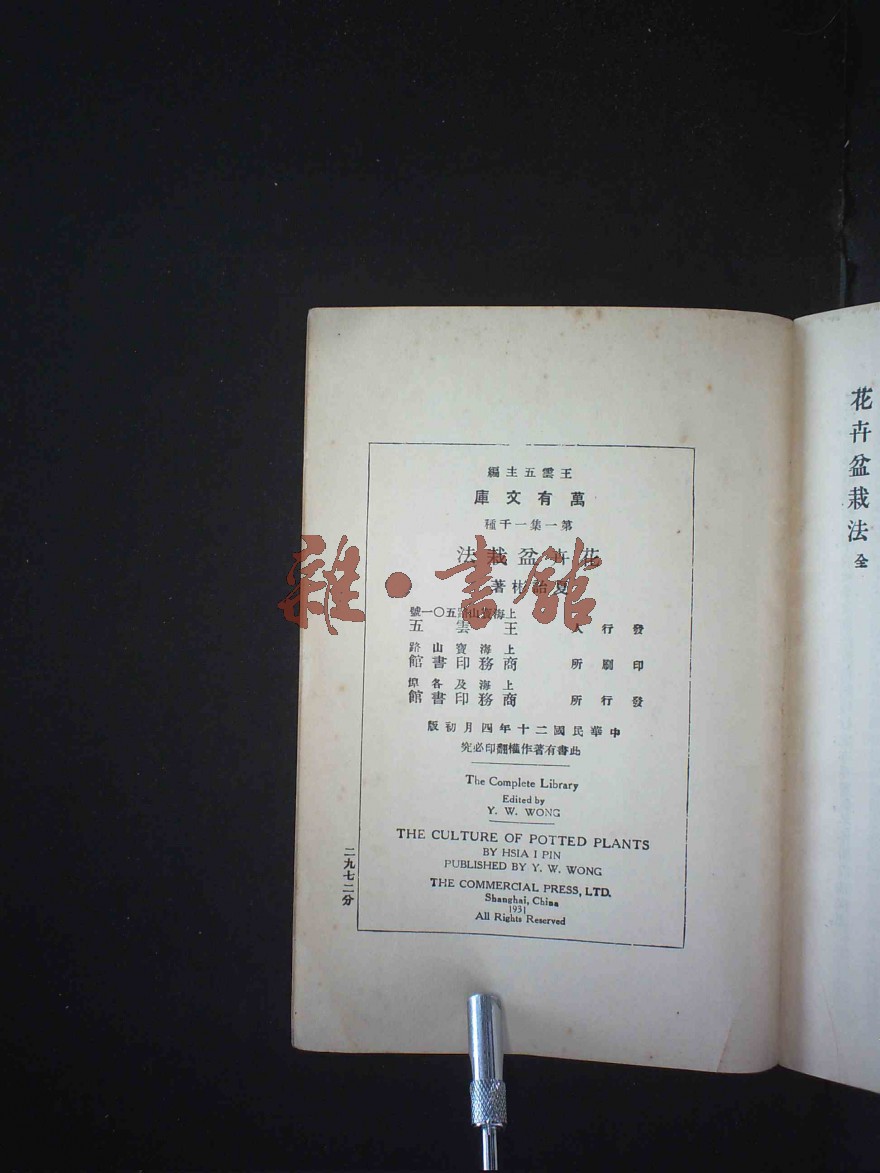 花卉盆栽法 全
王雲五主編
萬有文庫
第一集一千種
花卉盆栽法
夏詒彬著
發行人 王雲五
上海寶山路五〇一號
印刷所 商務印書館
上海寶山路
發行所 商務印書館
上海及各埠
中華民國二十年四月初版
此書有著作權翻印必究
The Complete Library
Edited by
Y. W. WONG
THE CULTURE OF POTTED PLANTS
BY HSIA I PIN
PUBLISHED BY Y. W. WONG
THE COMMERCIAL PRESS, LTD.
Shanghai, China
1931
All Rights Reserved
二九七二分
雜·書館